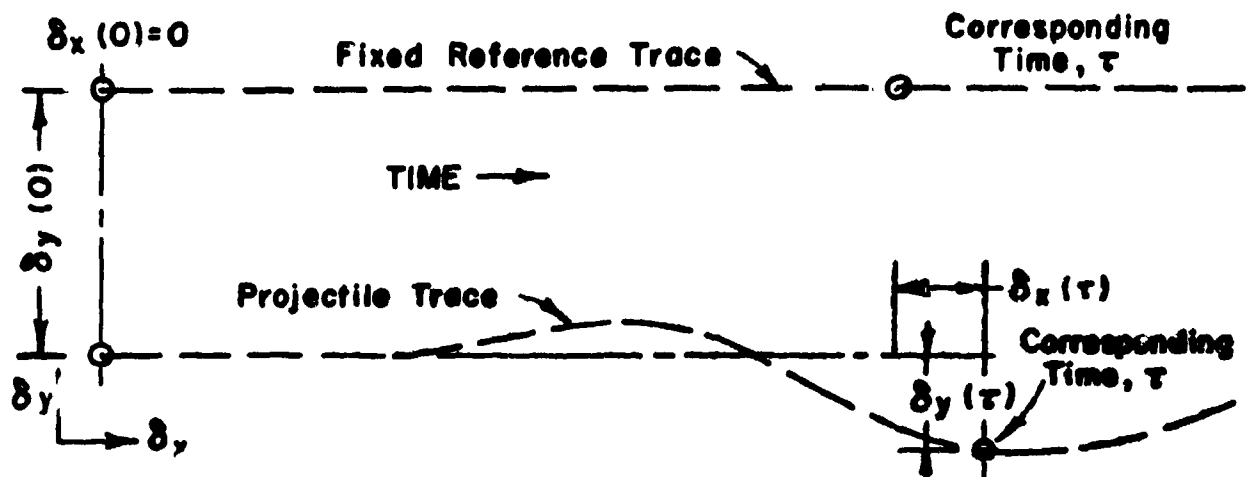 δx (0)=0
Fixed Reference Trace
Corresponding
Time, τ
δy (0)
TIME
Projectile Trace
δx (τ)
Corresponding
Time, τ
δy (τ)
δy
δy